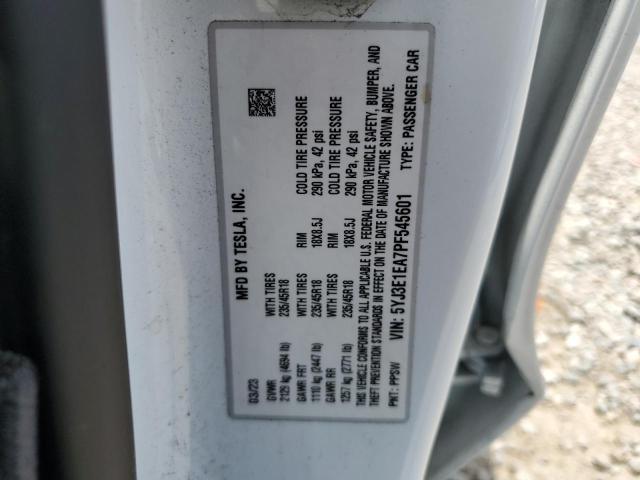 MFD BY TESLA, INC.
03/23
GVWR WITH TIRES RIM COLD TIRE PRESSURE
2129 kg (4694 lb) 235/45R18 18X8.5J 290 kPa, 42 psi
GAWR FRT WITH TIRES RIM COLD TIRE PRESSURE
1110 kg (2447 lb) 235/45R18 18X8.5J 290 kPa, 42 psi
GAWR RR WITH TIRES
1257 kg (2771 lb) 235/45R18
THIS VEHICLE CONFORMS TO ALL APPLICABLE U.S. FEDERAL MOTOR VEHICLE SAFETY, BUMPER, AND
THEFT PREVENTION STANDARDS IN EFFECT ON THE DATE OF MANUFACTURE SHOWN ABOVE.
VIN: 5YJ3E1EA7PF545601 TYPE: PASSENGER CAR
PNT: PPSW